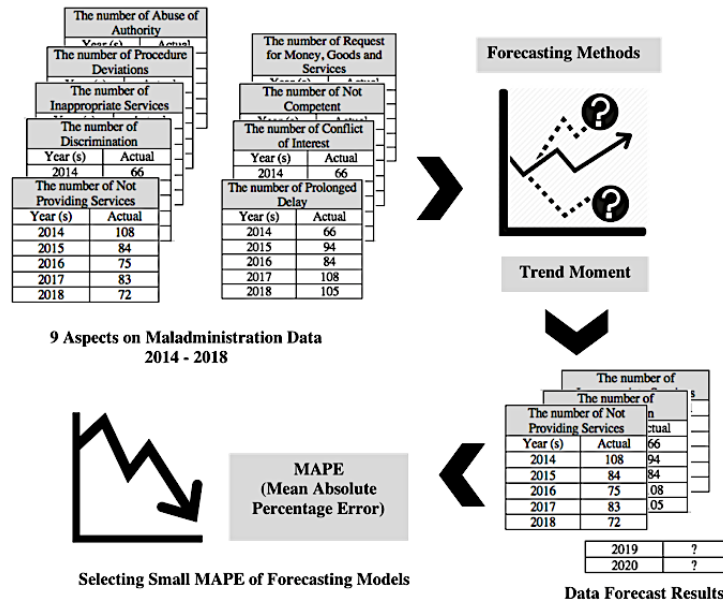 The number of Abuse of
Authority
Year (s) Actual
The number of Procedure
Deviations
Year (s) Actual
The number of
Inappropriate Services
The number of
Discrimination
Year (s) Actual
2014 66
The number of Not
Providing Services
Year (s) Actual
2014 108
2015 84
2016 75
2017 83
2018 72
The number of Request
for Money, Goods and
Services
The number of Not
Competent
The number of Conflict
of Interest
Year (s) Actual
2014 66
The number of Prolonged
Delay
Year (s) Actual
2014 66
2015 94
2016 84
2017 108
2018 105
9 Aspects on Maladministration Data
2014 - 2018
Forecasting Methods
?
?
Trend Moment
The number of
The number of
The number of Not
Providing Services
Year (s) Actual
2014 108
2015 84
2016 75
2017 83
2018 72
66
94
84
2019 ?
2020 ?
Data Forecast Results
MAPE
(Mean Absolute
Percentage Error)
Selecting Small MAPE of Forecasting Models